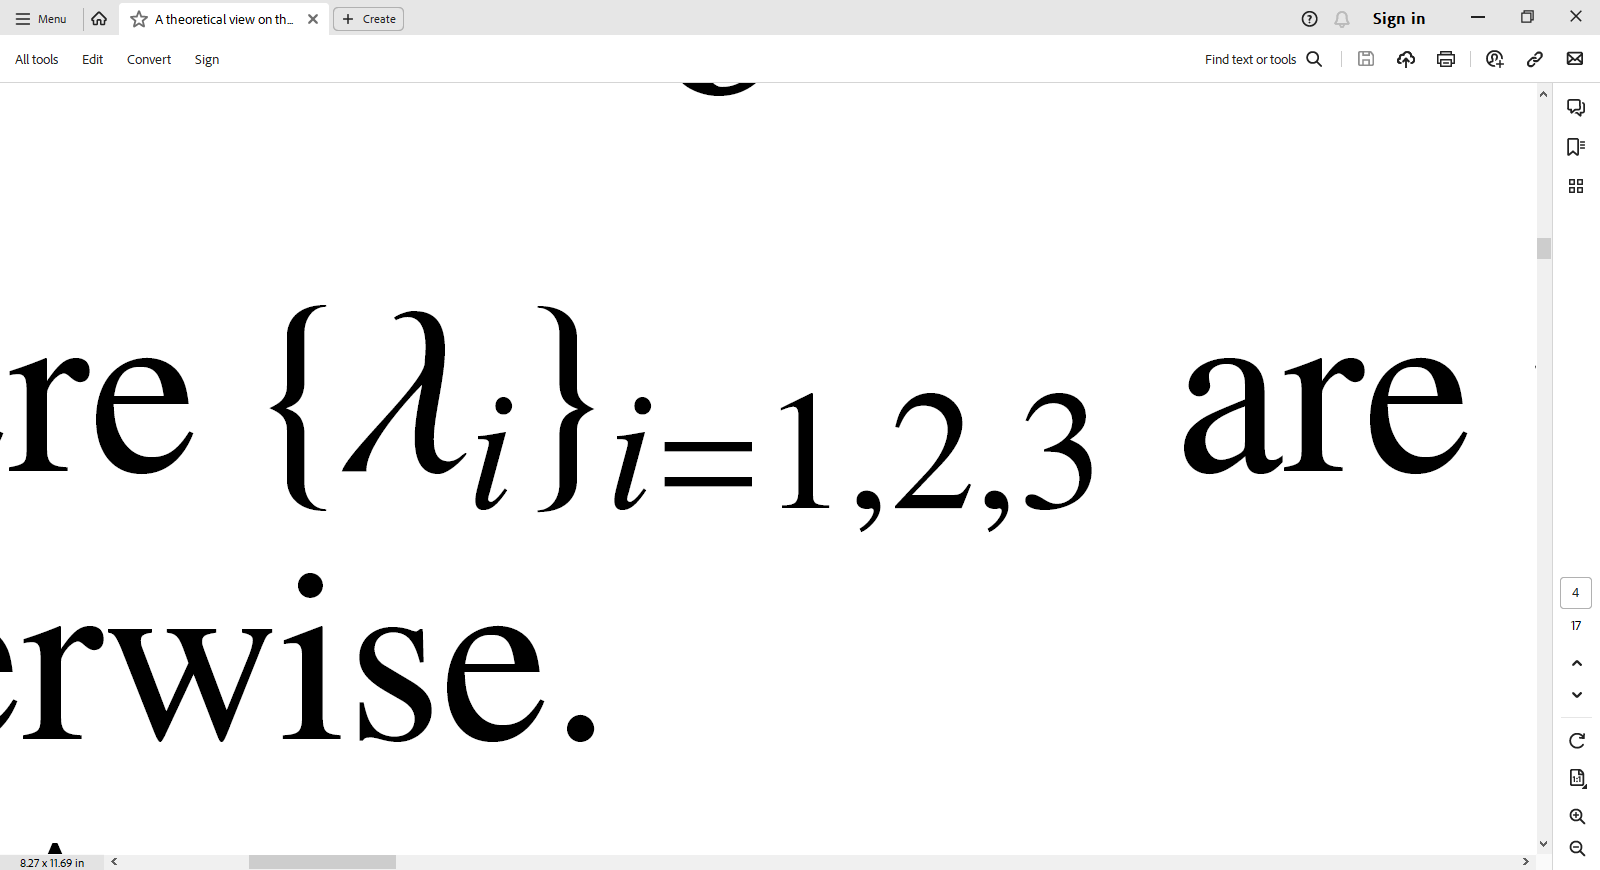 Menu
A theoretical view on th...
Create
Sign in
All tools Edit Convert Sign
Find text or tools
re {λi}i=1,2,3 are
erwise.
4
17
8.27 x 11.69 in